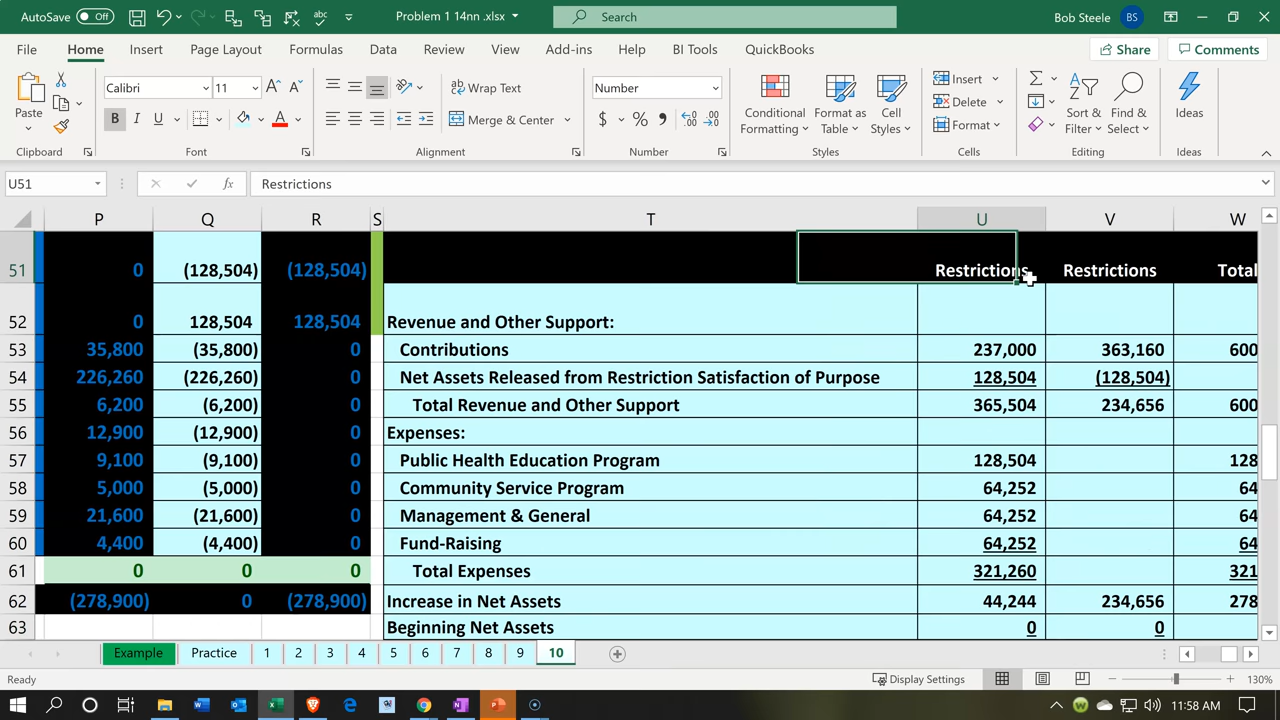 AutoSave Off Problem 1 14nn .xlsx Search Bob Steele BS
File Home Insert Page Layout Formulas Data Review View Add-ins Help BI Tools QuickBooks Share Comments
Calibri 11 Wrap Text Number Insert
Paste Merge & Center Conditional Formatting Format as Table Cell Styles Delete Sort & Filter Find & Select Ideas
B I U A $ % Format
Clipboard Font Alignment Number Styles Cells Editing Ideas
U51 fx Restrictions
P Q R S T U V W
51 0 (128,504) (128,504) Restrictions Restrictions Total
52 0 128,504 128,504 Revenue and Other Support:
53 35,800 (35,800) 0 Contributions 237,000 363,160 600
54 226,260 (226,260) 0 Net Assets Released from Restriction Satisfaction of Purpose 128,504 (128,504)
55 6,200 (6,200) 0 Total Revenue and Other Support 365,504 234,656 600
56 12,900 (12,900) 0 Expenses:
57 9,100 (9,100) 0 Public Health Education Program 128,504 128
58 5,000 (5,000) 0 Community Service Program 64,252 64
59 21,600 (21,600) 0 Management & General 64,252 64
60 4,400 (4,400) 0 Fund-Raising 64,252 64
61 0 0 0 Total Expenses 321,260 321
62 (278,900) 0 (278,900) Increase in Net Assets 44,244 234,656 278
63 Beginning Net Assets 0 0
Example Practice 1 2 3 4 5 6 7 8 9 10
Ready Display Settings 130%
11:58 AM